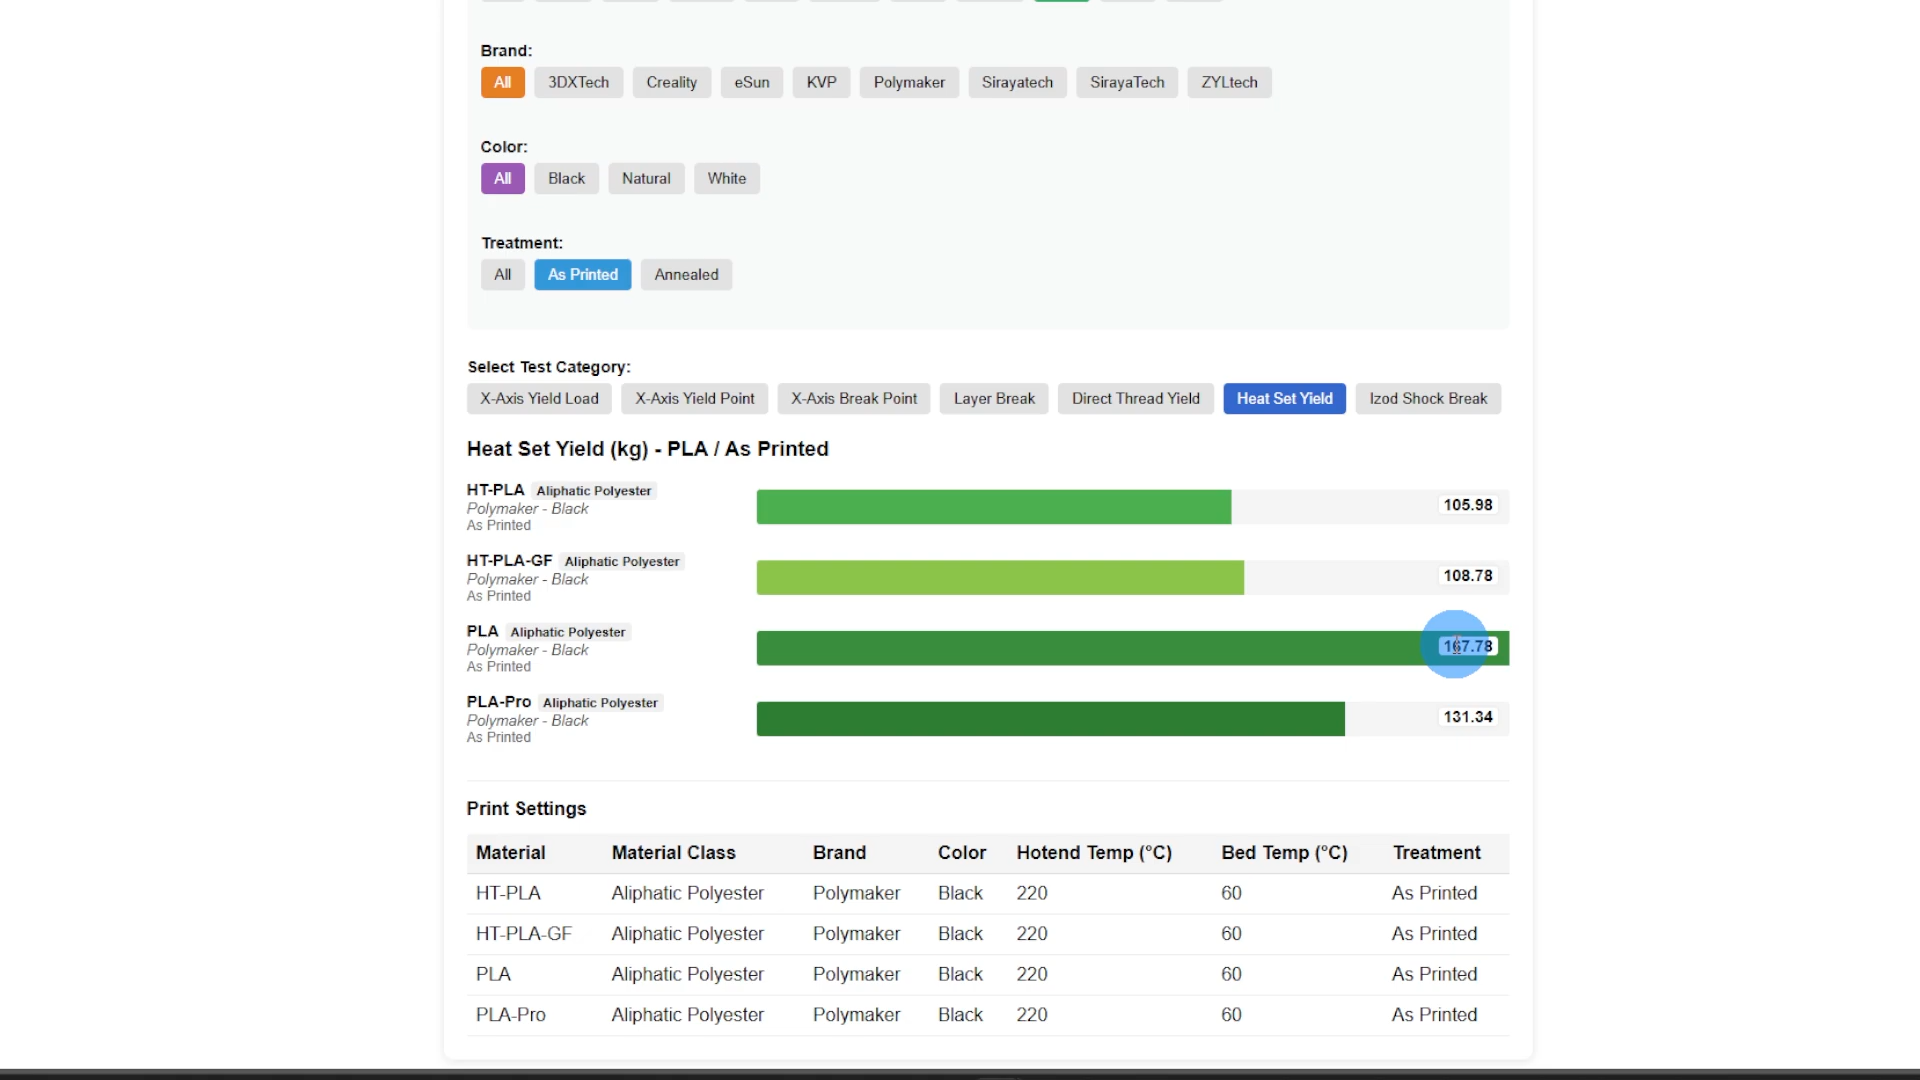 Brand:
All 3DXTech Creality eSun KVP Polymaker Sirayatech SirayaTech ZYLtech
Color:
All Black Natural White
Treatment:
All As Printed Annealed
Select Test Category:
X-Axis Yield Load X-Axis Yield Point X-Axis Break Point Layer Break Direct Thread Yield Heat Set Yield Izod Shock Break
Heat Set Yield (kg) - PLA / As Printed
HT-PLA Aliphatic Polyester
Polymaker - Black
As Printed
105.98
HT-PLA-GF Aliphatic Polyester
Polymaker - Black
As Printed
108.78
PLA Aliphatic Polyester
Polymaker - Black
As Printed
167.78
PLA-Pro Aliphatic Polyester
Polymaker - Black
As Printed
131.34
Print Settings
Material Material Class Brand Color Hotend Temp (°C) Bed Temp (°C) Treatment
HT-PLA Aliphatic Polyester Polymaker Black 220 60 As Printed
HT-PLA-GF Aliphatic Polyester Polymaker Black 220 60 As Printed
PLA Aliphatic Polyester Polymaker Black 220 60 As Printed
PLA-Pro Aliphatic Polyester Polymaker Black 220 60 As Printed